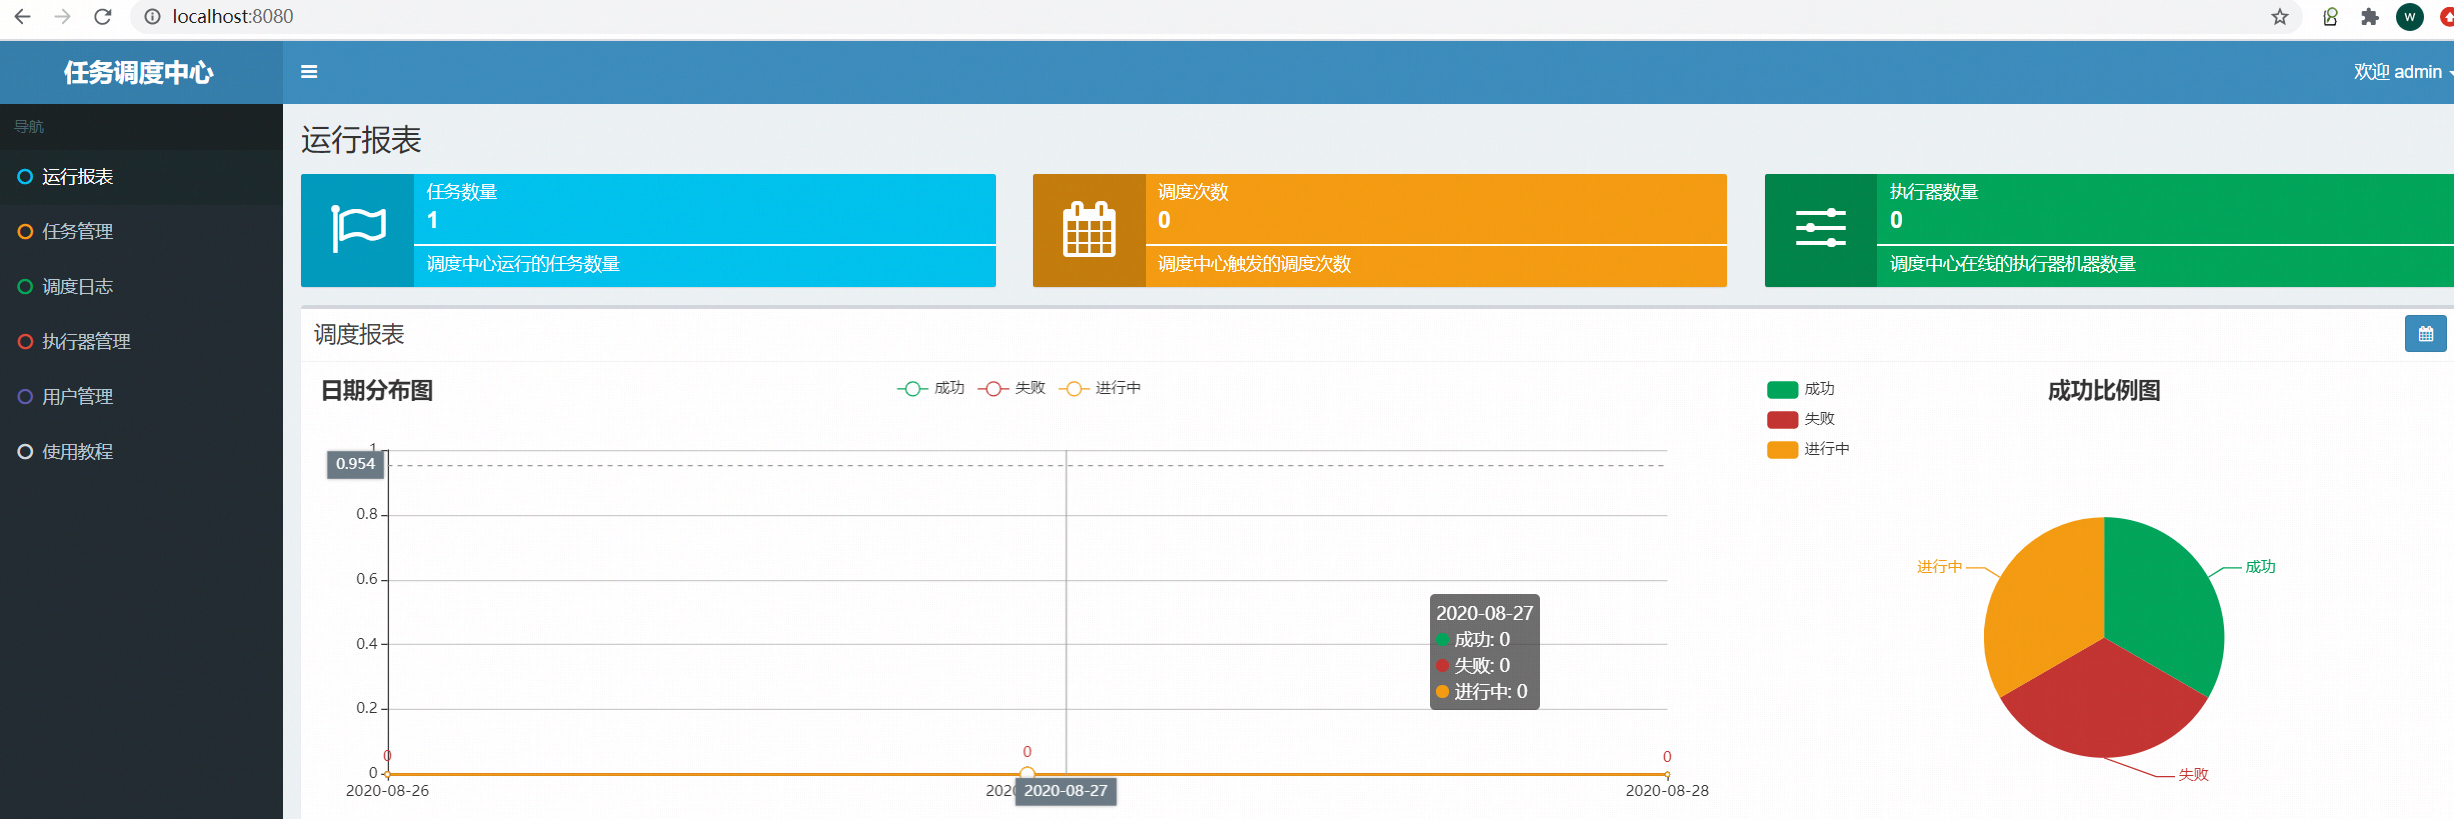 localhost:8080
W
任务调度中心
欢迎 admin
导航
运行报表
任务管理
调度日志
执行器管理
用户管理
使用教程
运行报表
任务数量
1
调度中心运行的任务数量
调度次数
0
调度中心触发的调度次数
执行器数量
0
调度中心在线的执行器机器数量
调度报表
日期分布图
成功 失败 进行中
1
0.954
0.8
0.6
0.4
0.2
0
0 0 0
2020-08-26 2020-08-27 2020-08-28
2020-08-27
成功: 0
失败: 0
进行中: 0
成功
失败
进行中
成功比例图
进行中
成功
失败